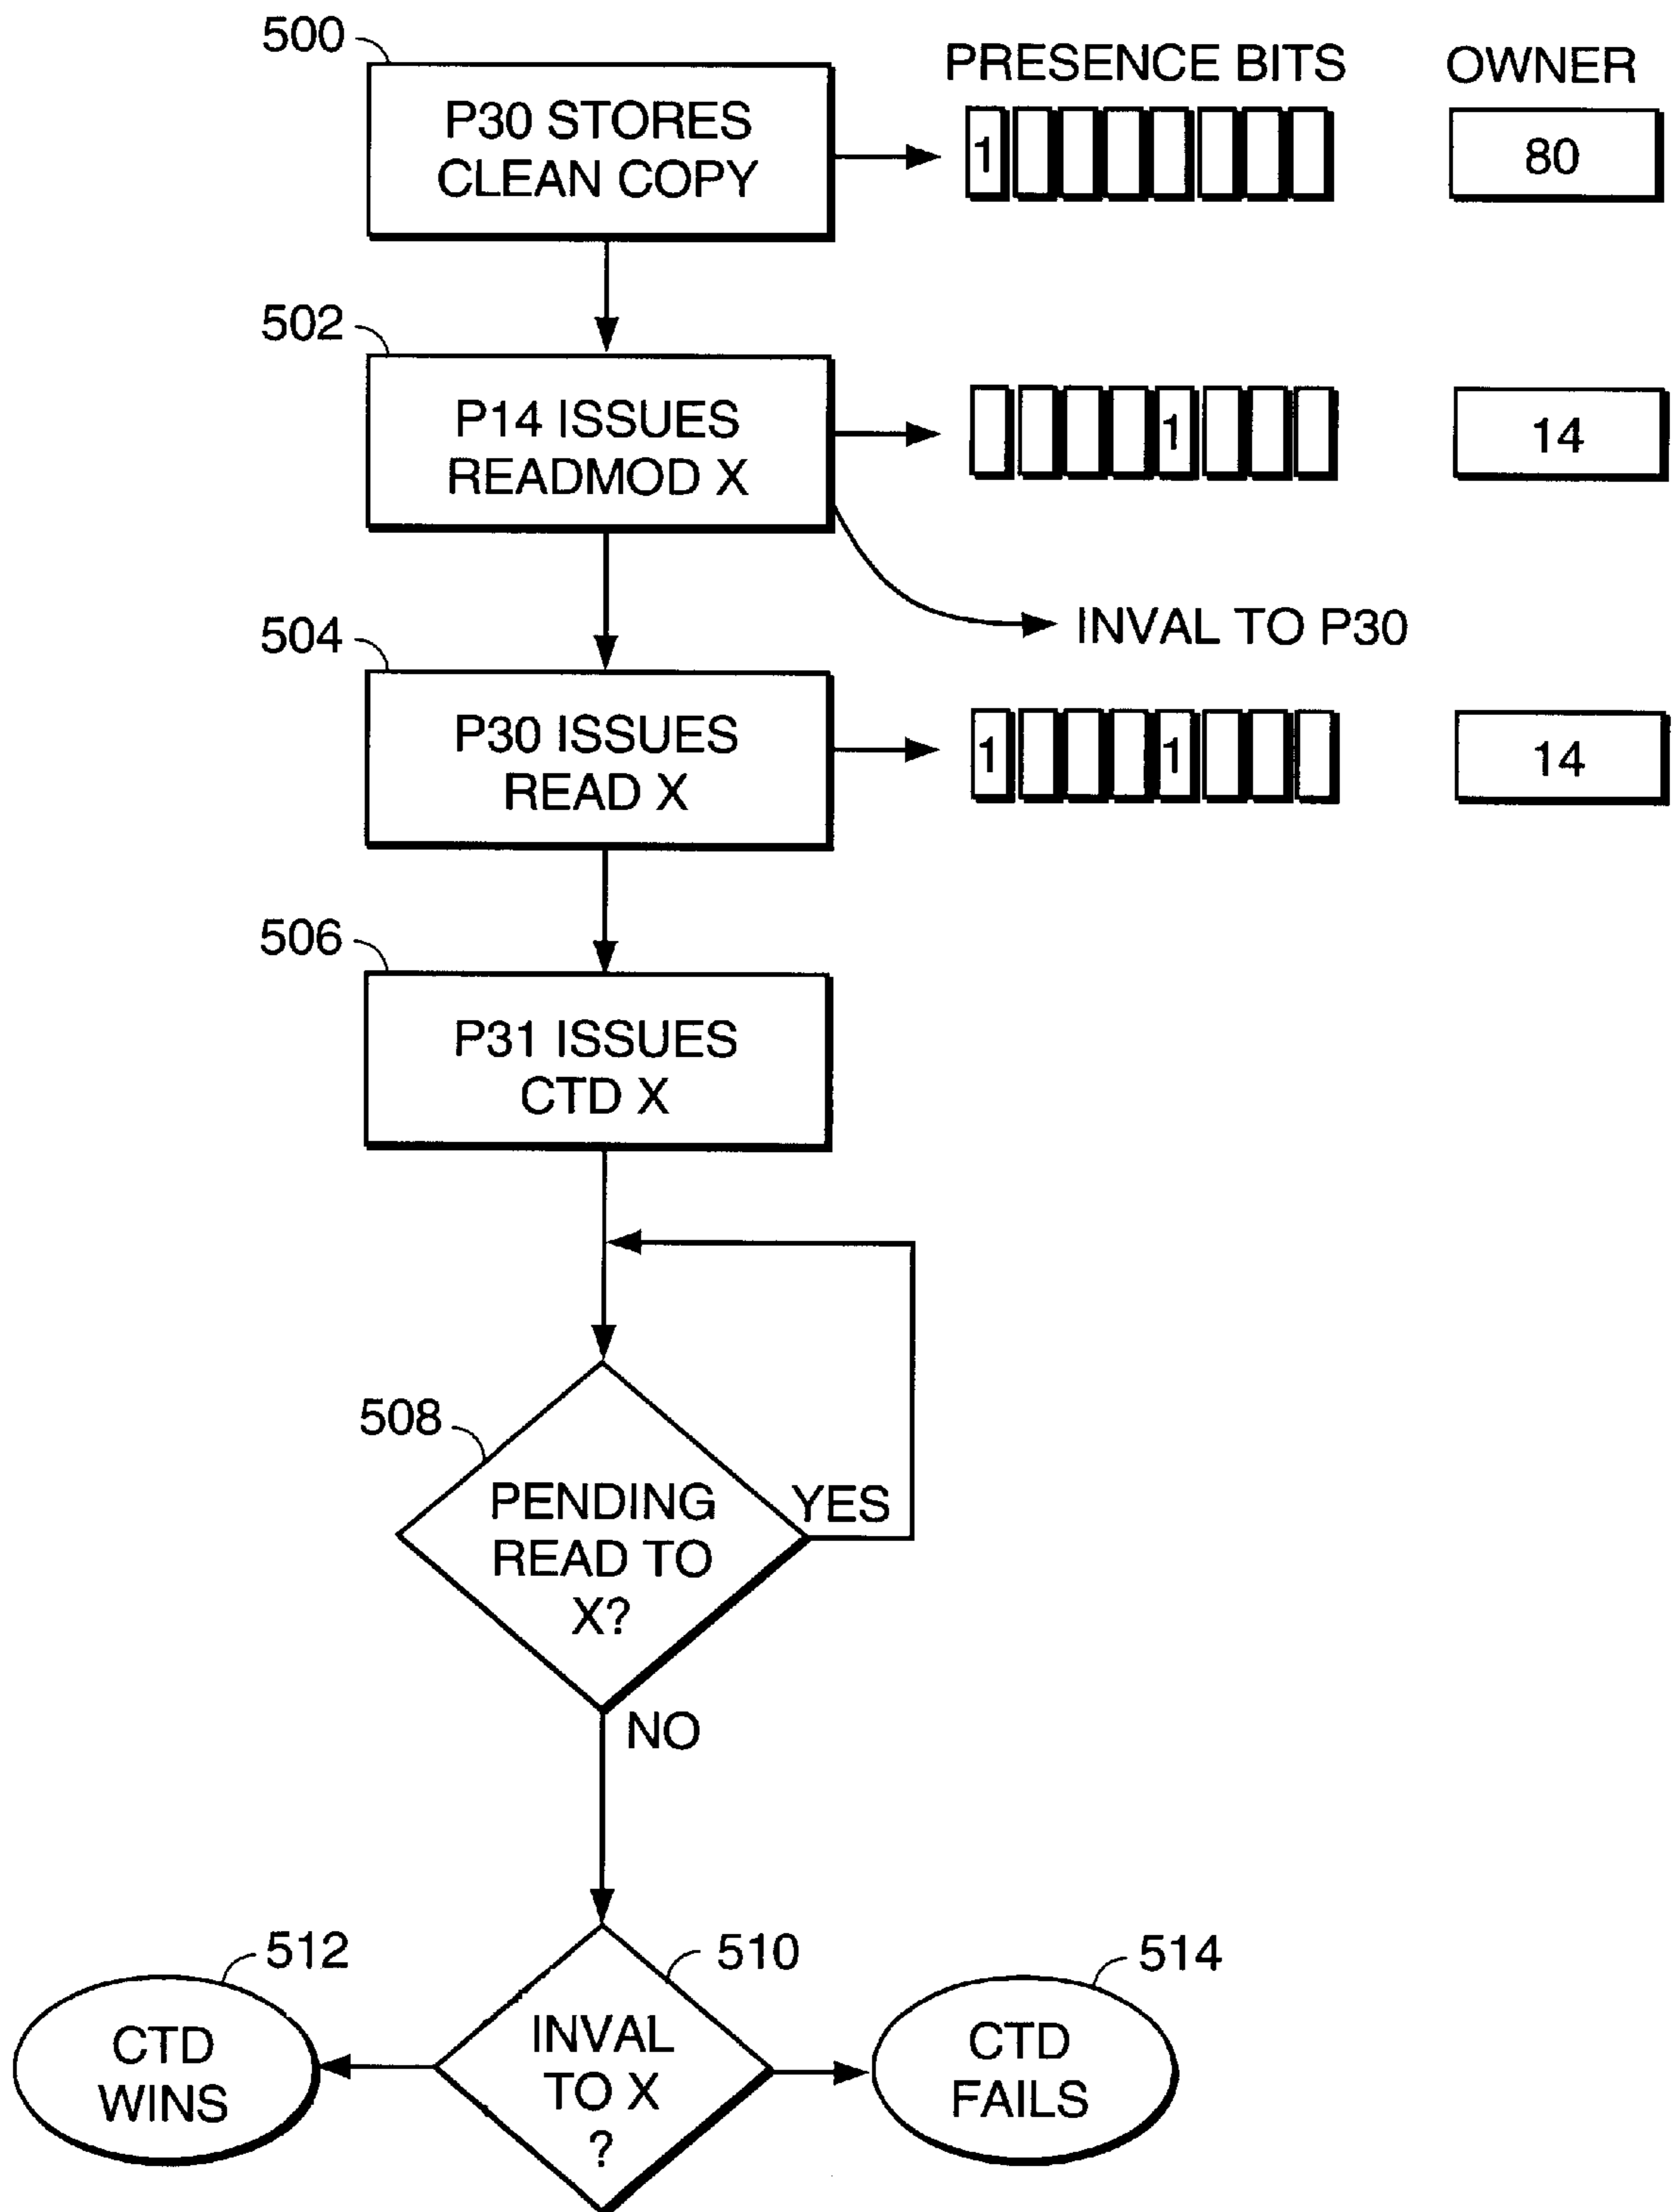 500
PRESENCE BITS
OWNER
P30 STORES
CLEAN COPY
1
80
502
P14 ISSUES
READMOD X
1
14
INVAL TO P30
504
P30 ISSUES
READ X
1 1
14
506
P31 ISSUES
CTD X
508
PENDING
READ TO
X?
YES
NO
512
510
514
CTD
WINS
INVAL
TO X
?
CTD
FAILS